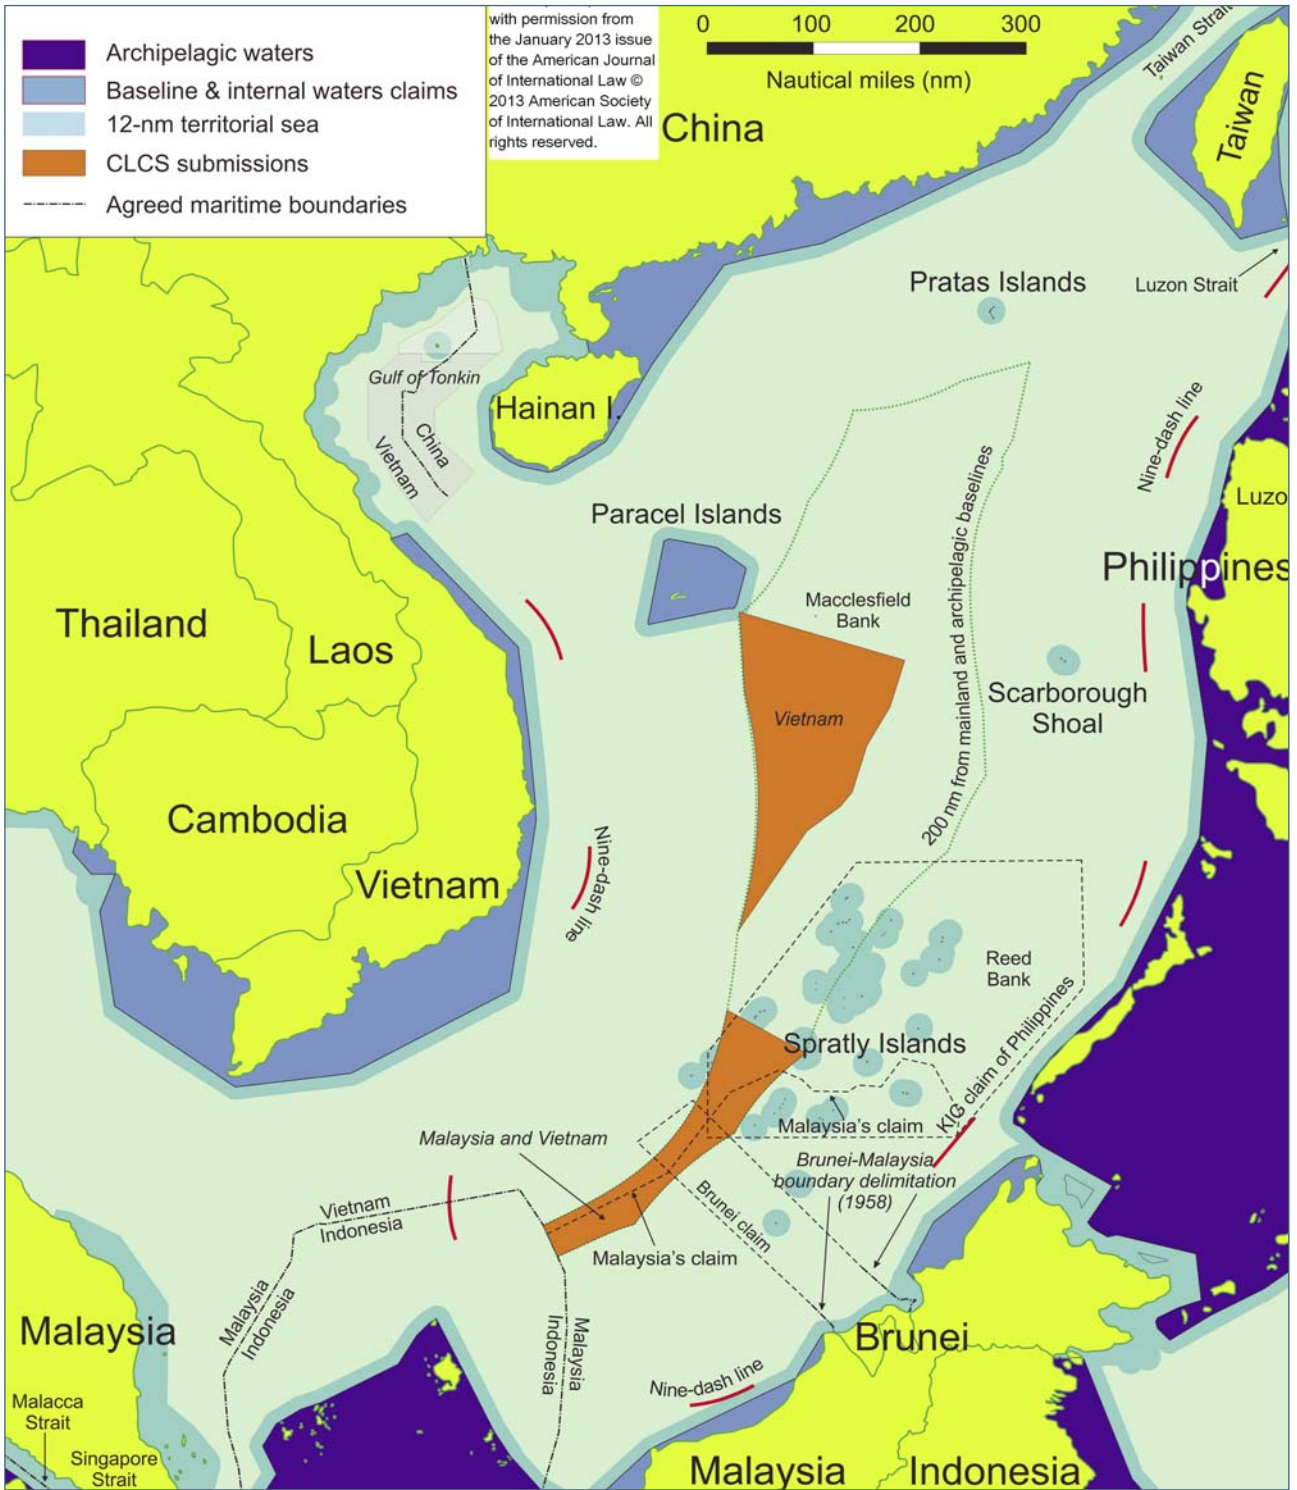 with permission from
the January 2013 issue
of the American Journal
of International Law ©
2013 American Society
of International Law. All
rights reserved.
0 100 200 300
Nautical miles (nm)
Archipelagic waters
Baseline & internal waters claims
12-nm territorial sea
CLCS submissions
Agreed maritime boundaries
Taiwan Strait
Taiwan
China
Pratas Islands
Luzon Strait
Gulf of Tonkin
Hainan I.
China
Vietnam
Nine-dash line
Luzo
Paracel Islands
Philippines
200 nm from mainland and archipelagic baselines
Macclesfield
Bank
Thailand
Laos
Scarborough
Shoal
Vietnam
Cambodia
Vietnam
Nine-dash line
Reed
Bank
Spratly Islands
KIG claim of Philippines
Malaysia's claim
Malaysia and Vietnam
Brunei-Malaysia
boundary delimitation
(1958)
Brunei claim
Vietnam
Indonesia
Malaysia's claim
Malaysia
Indonesia
Malaysia
Indonesia
Malaysia
Brunei
Nine-dash line
Malacca
Strait
Singapore
Strait
Malaysia
Indonesia